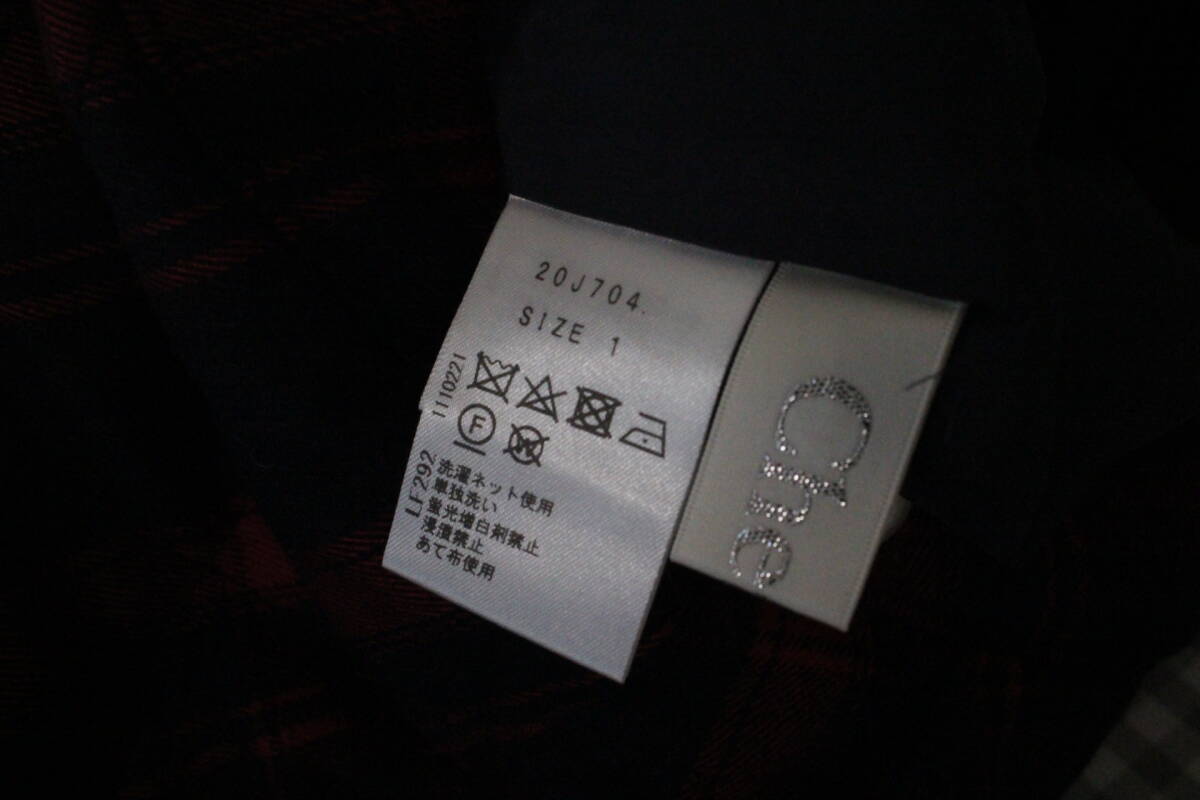 20J704.
SIZE 1
1110221
F
W
LF292
洗濯ネット使用
単独洗い
蛍光増白剤禁止
浸漬禁止
あて布使用
Che